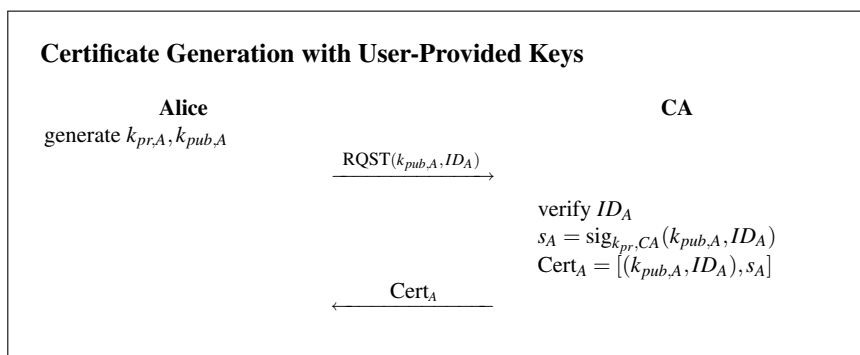 Certificate Generation with User-Provided Keys
Alice CA
generate k_{pr,A}, k_{pub,A}
RQST(k_{pub,A}, ID_A)
verify ID_A
s_A = sig_{k_{pr},CA}(k_{pub,A}, ID_A)
Cert_A = [(k_{pub,A}, ID_A), s_A]
Cert_A